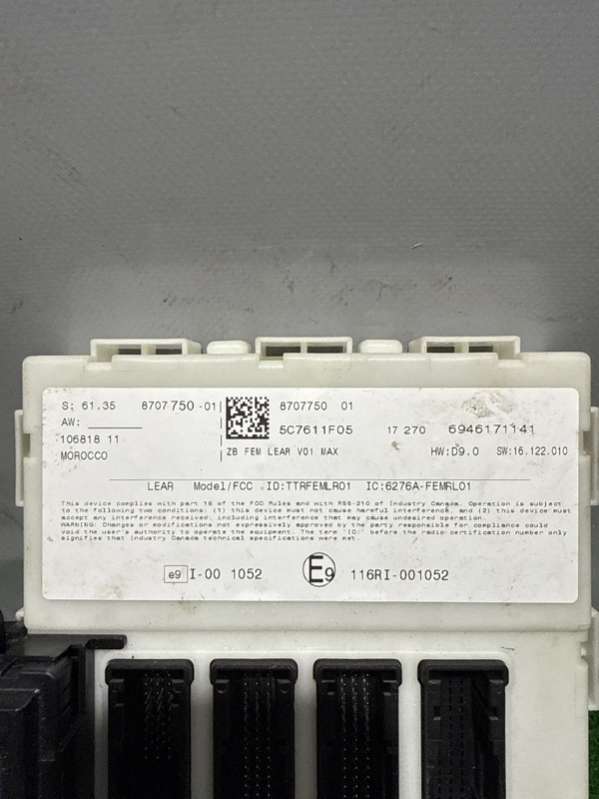 S: 61.35 8707 750-01 8707750 01
AW: 5C7611F05 17 270 6946171141
106818 11
MOROCCO ZB FEM LEAR V01 MAX HW:D9.0 SW:16.122.010
LEAR Model/FCC ID:TTRFEMLR01 IC:6276A-FEMRL01
This device complies with part 15 of the FCC Rules and with RSS-210 of Industry Canada. Operation is subject
to the following two conditions: (1) this device must not cause harmful interference, and (2) this device must
accept any interference received, including interference that may cause undesired operation.
WARNING: Changes or modifications not expressively approved by the party responsible for compliance could
void the user's authority to operate the equipment. The term "IC:" before the radio certification number only
signifies that Industry Canada technical specifications were met.
e9 I-00 1052 E9 116RI-001052